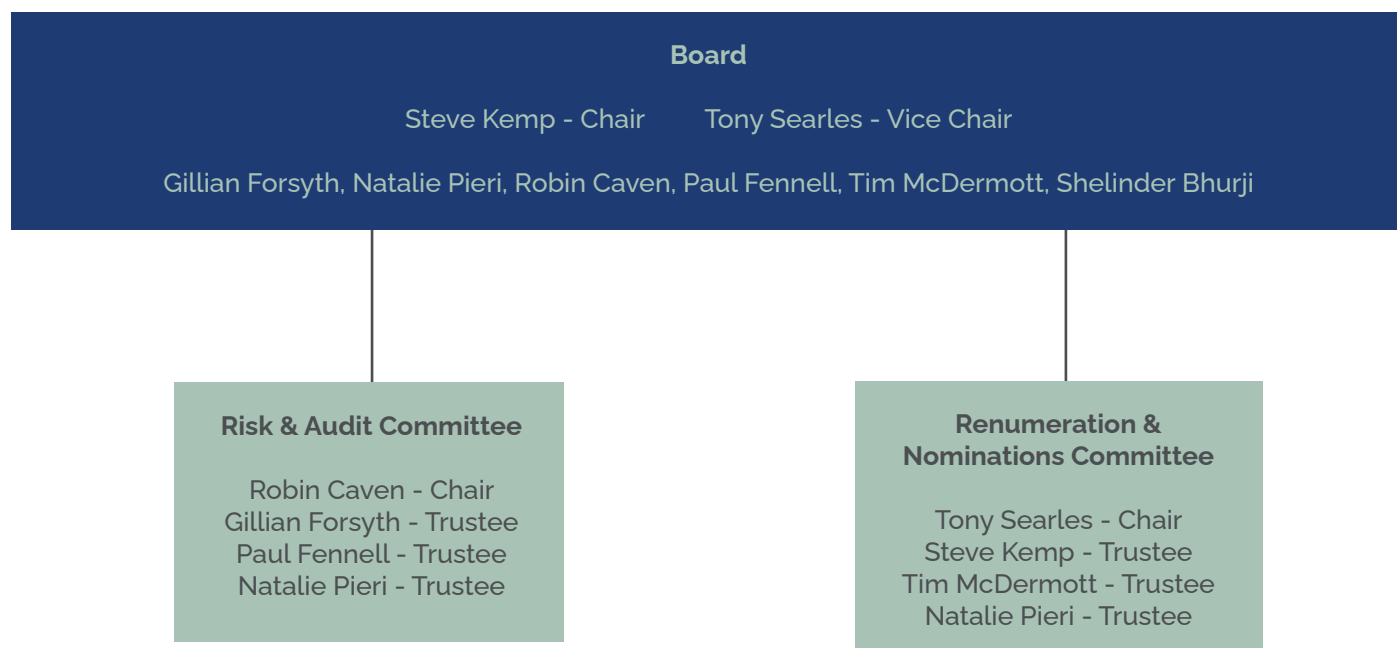 Board
Steve Kemp - Chair Tony Searles - Vice Chair
Gillian Forsyth, Natalie Pieri, Robin Caven, Paul Fennell, Tim McDermott, Shelinder Bhurji
Risk & Audit Committee
Robin Caven - Chair
Gillian Forsyth - Trustee
Paul Fennell - Trustee
Natalie Pieri - Trustee
Renumeration &
Nominations Committee
Tony Searles - Chair
Steve Kemp - Trustee
Tim McDermott - Trustee
Natalie Pieri - Trustee